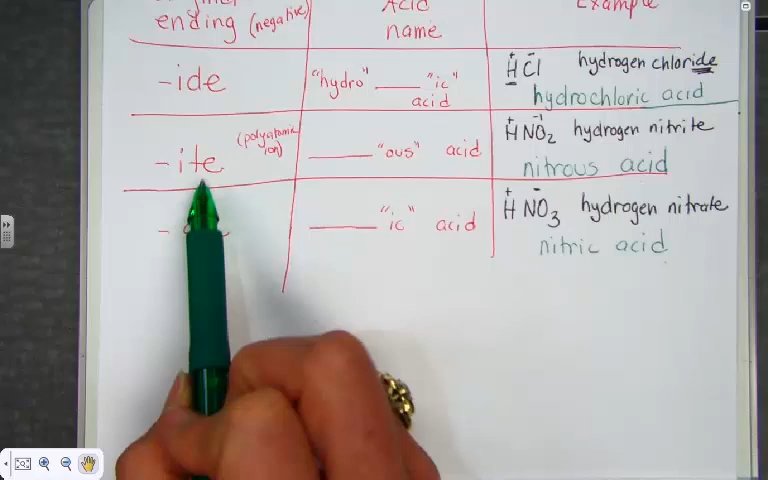 ending (negative)
Acid
name
Example
-ide
"hydro" ___ "ic"
acid
+
HCl hydrogen chloride
hydrochloric acid
-ite (polyatomic
ion)
___ "ous" acid
+ -1
HNO2 hydrogen nitrite
nitrous acid
___ "ic" acid
+ -
HNO3 hydrogen nitrate
nitric acid